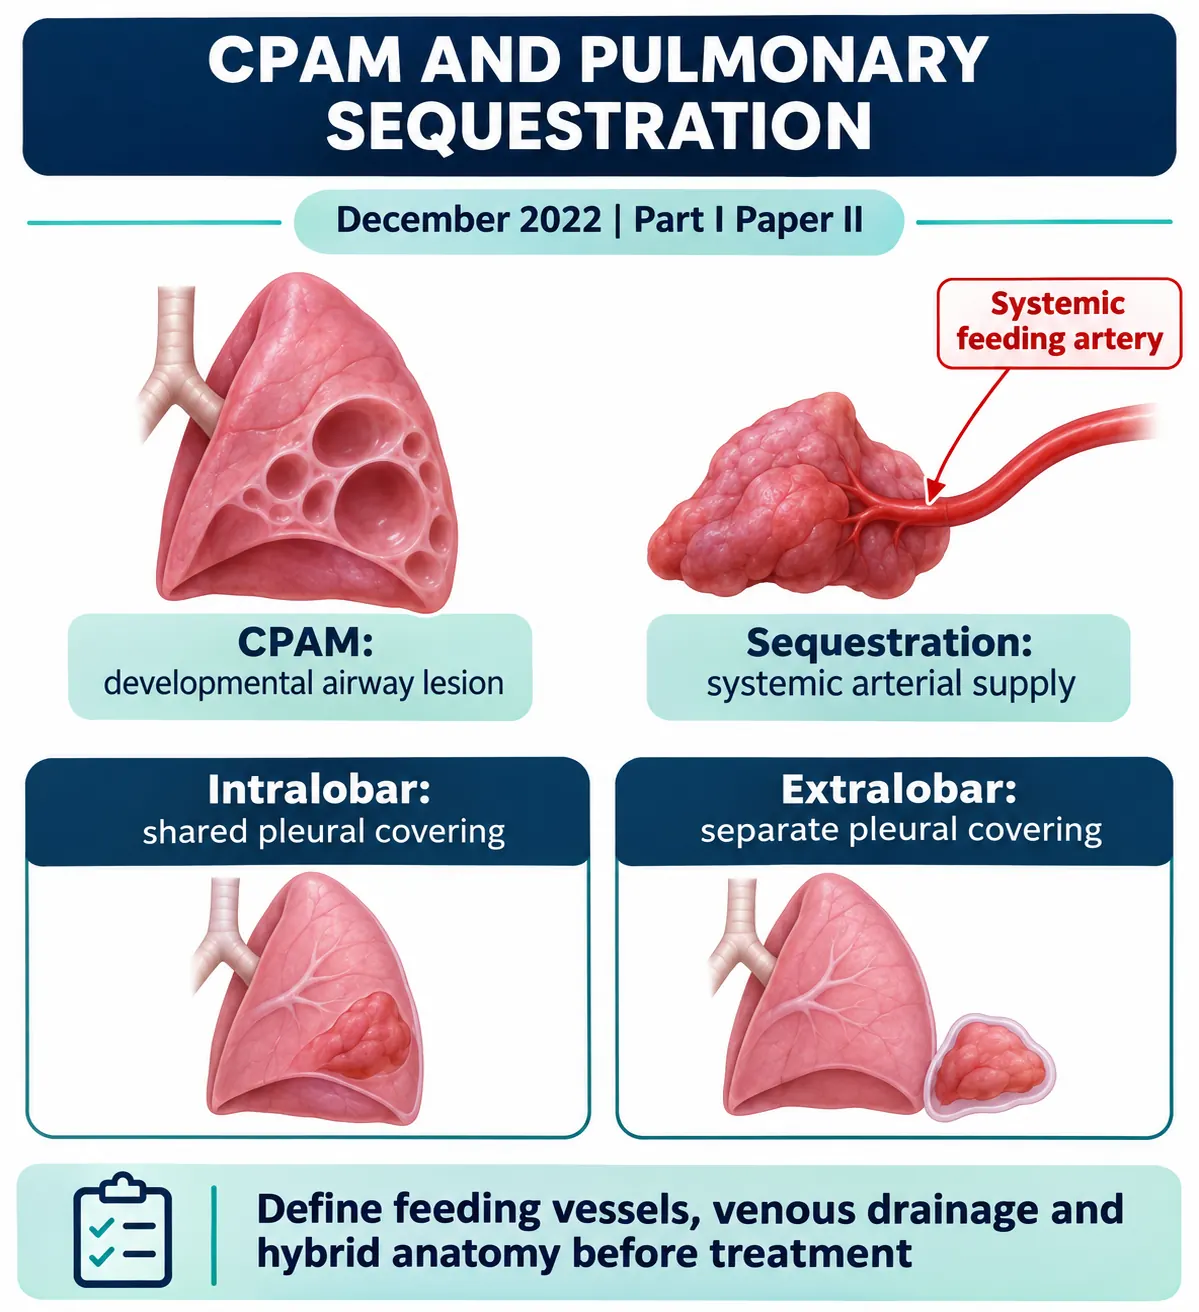 CPAM AND PULMONARY
SEQUESTRATION
December 2022 | Part I Paper II
Systemic
feeding artery
CPAM:
developmental airway lesion
Sequestration:
systemic arterial supply
Intralobar:
shared pleural covering
Extralobar:
separate pleural covering
Define feeding vessels, venous drainage and
hybrid anatomy before treatment